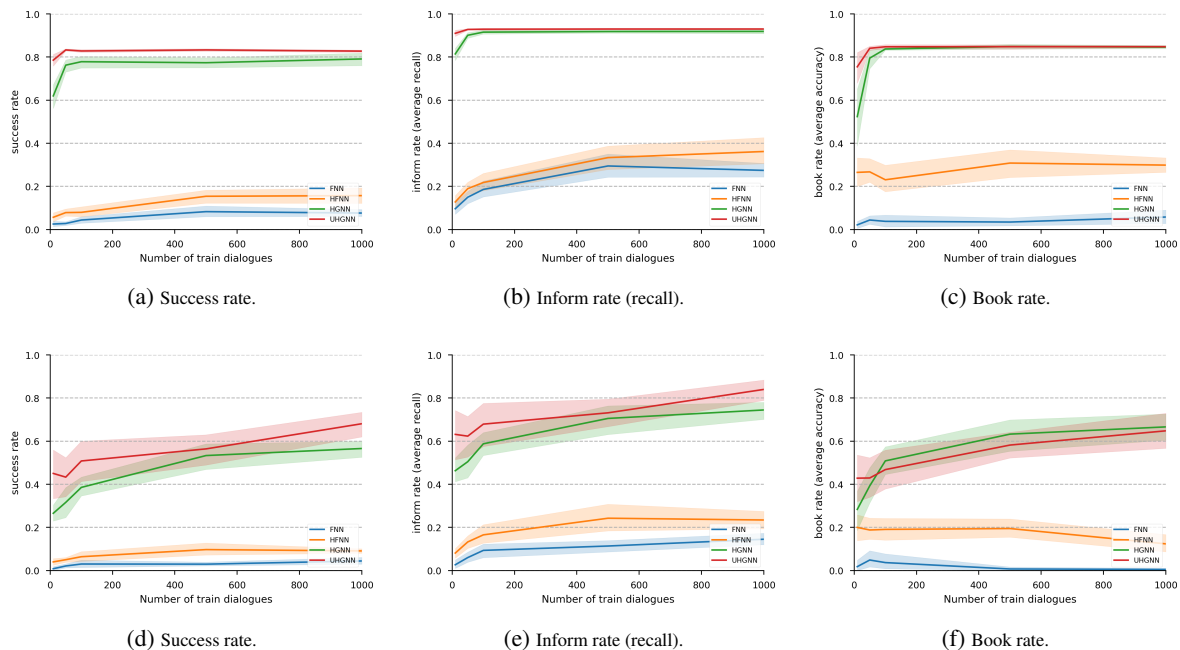 1.0
0.8
0.6
0.4
0.2
0.0
success rate
0 200 400 600 800 1000
Number of train dialogues
FNN
HFNN
HGNN
UHGNN
(a) Success rate.
1.0
0.8
0.6
0.4
0.2
0.0
inform rate (average recall)
0 200 400 600 800 1000
Number of train dialogues
FNN
HFNN
HGNN
UHGNN
(b) Inform rate (recall).
1.0
0.8
0.6
0.4
0.2
0.0
book rate (average accuracy)
0 200 400 600 800 1000
Number of train dialogues
FNN
HFNN
HGNN
UHGNN
(c) Book rate.
1.0
0.8
0.6
0.4
0.2
0.0
success rate
0 200 400 600 800 1000
Number of train dialogues
FNN
HFNN
HGNN
UHGNN
(d) Success rate.
1.0
0.8
0.6
0.4
0.2
0.0
inform rate (average recall)
0 200 400 600 800 1000
Number of train dialogues
FNN
HFNN
HGNN
UHGNN
(e) Inform rate (recall).
1.0
0.8
0.6
0.4
0.2
0.0
book rate (average accuracy)
0 200 400 600 800 1000
Number of train dialogues
FNN
HFNN
HGNN
UHGNN
(f) Book rate.